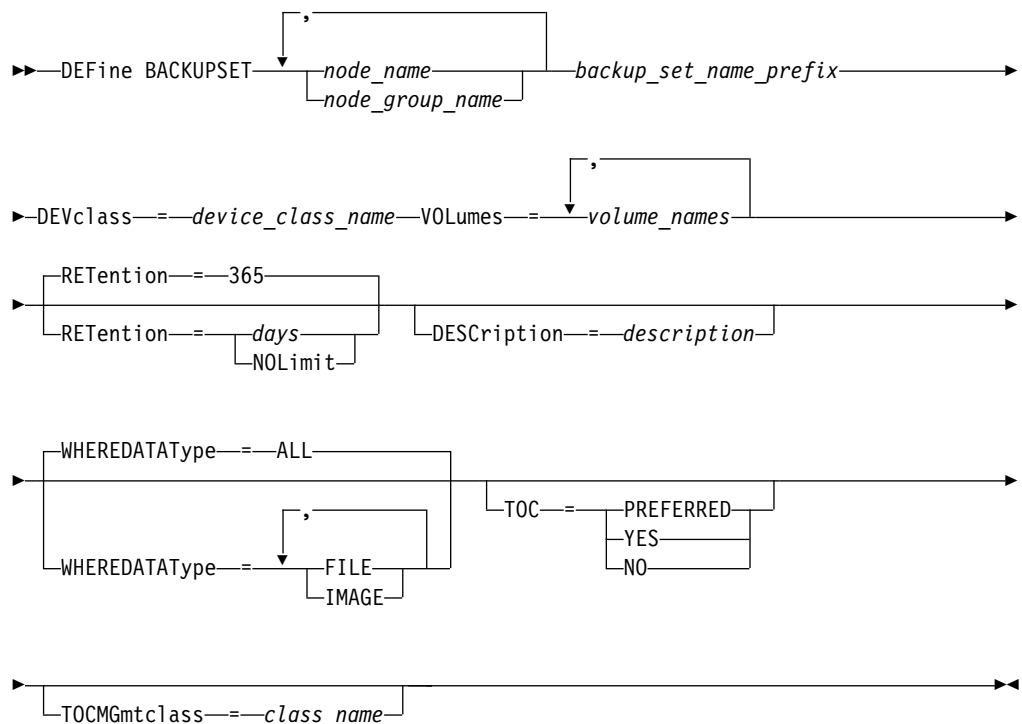 ,
DEFine BACKUPSET node_name backup_set_name_prefix
node_group_name
,
DEVclass = device_class_name VOLumes = volume_names
RETention = 365
RETention = days
NOLimit
DESCription = description
WHEREDATAType = ALL
,
WHEREDATAType = FILE
IMAGE
TOC = PREFERRED
YES
NO
TOCMGmtclass = class_name